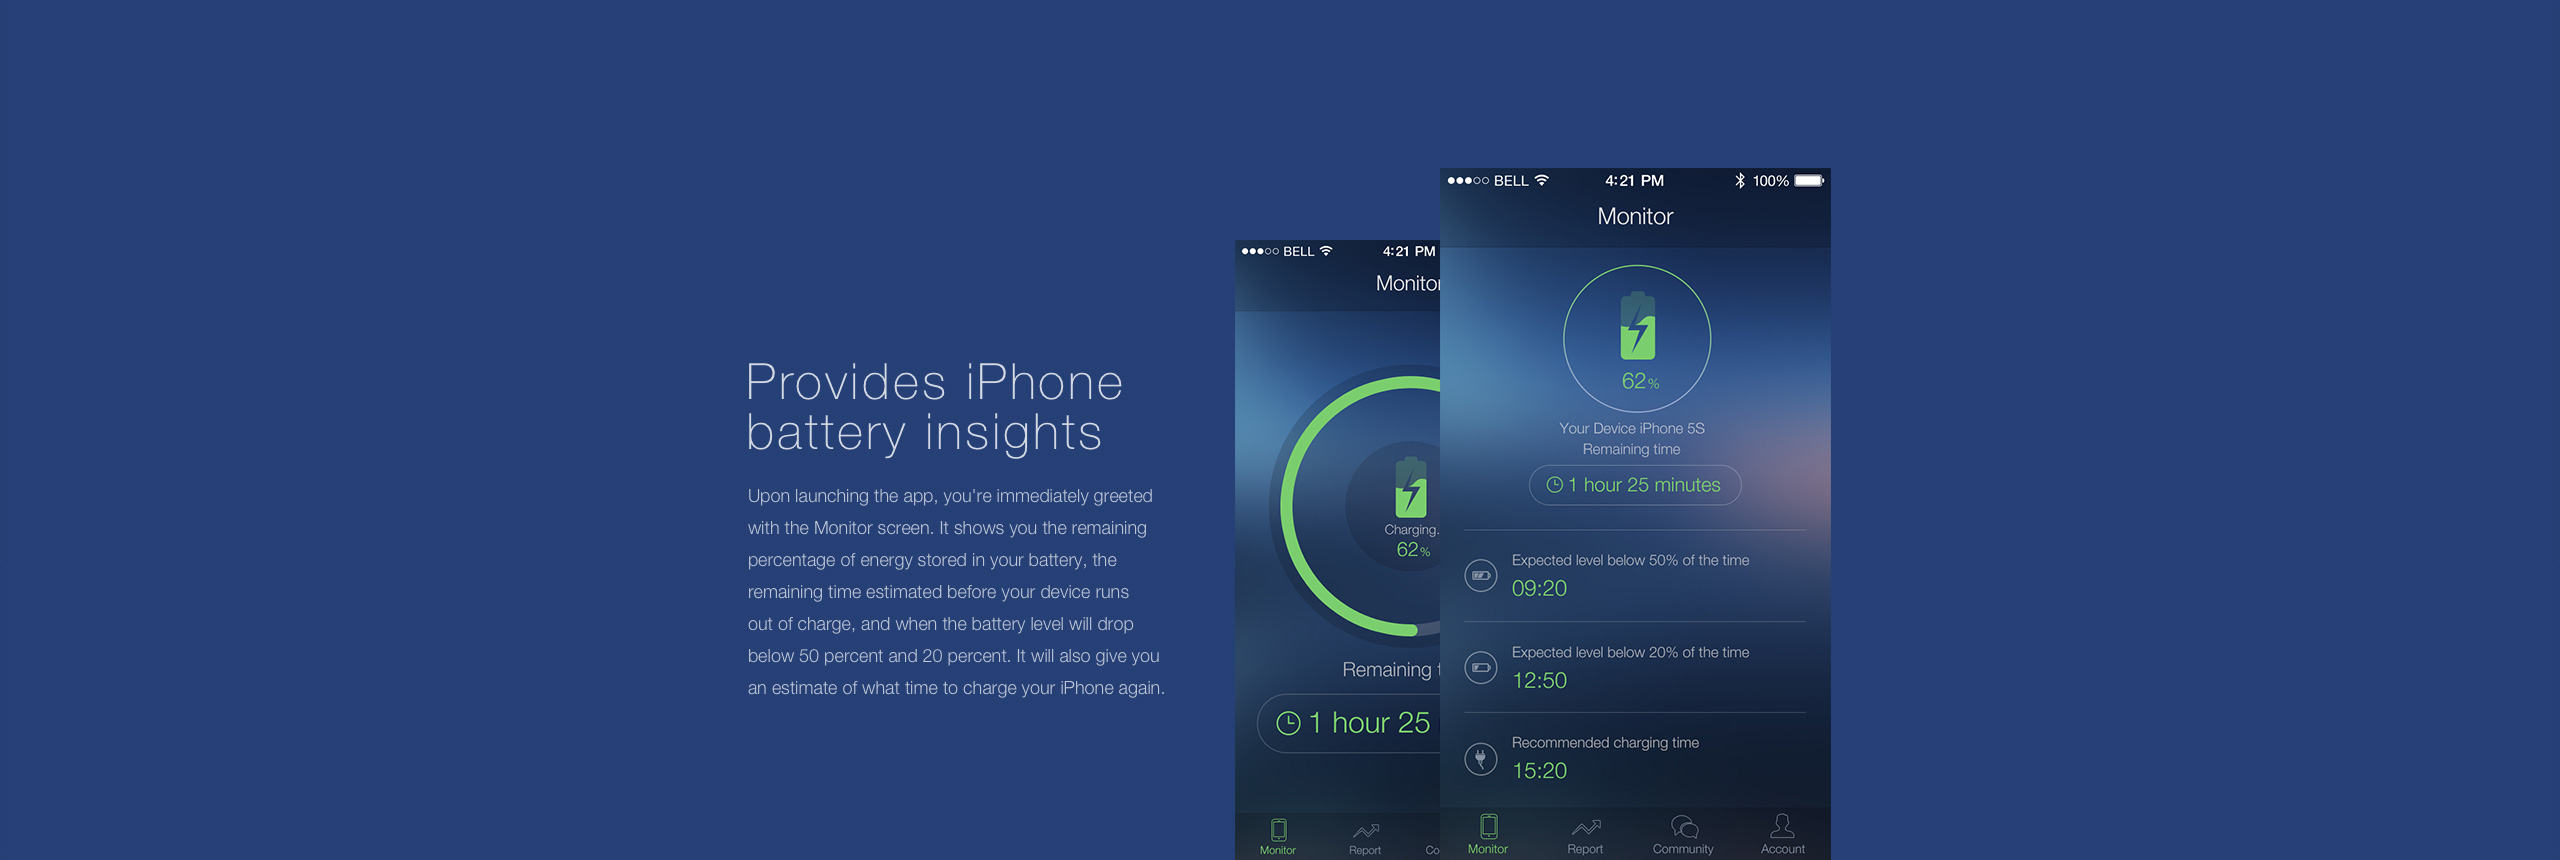 Provides iPhone
battery insights
Upon launching the app, you're immediately greeted
with the Monitor screen. It shows you the remaining
percentage of energy stored in your battery, the
remaining time estimated before your device runs
out of charge, and when the battery level will drop
below 50 percent and 20 percent. It will also give you
an estimate of what time to charge your iPhone again.
BELL 4:21 PM
Monitor
Charging.
62%
Remaining t
1 hour 25
Monitor Report Co
BELL 4:21 PM 100%
Monitor
62%
Your Device iPhone 5S
Remaining time
1 hour 25 minutes
Expected level below 50% of the time
09:20
Expected level below 20% of the time
12:50
Recommended charging time
15:20
Monitor Report Community Account